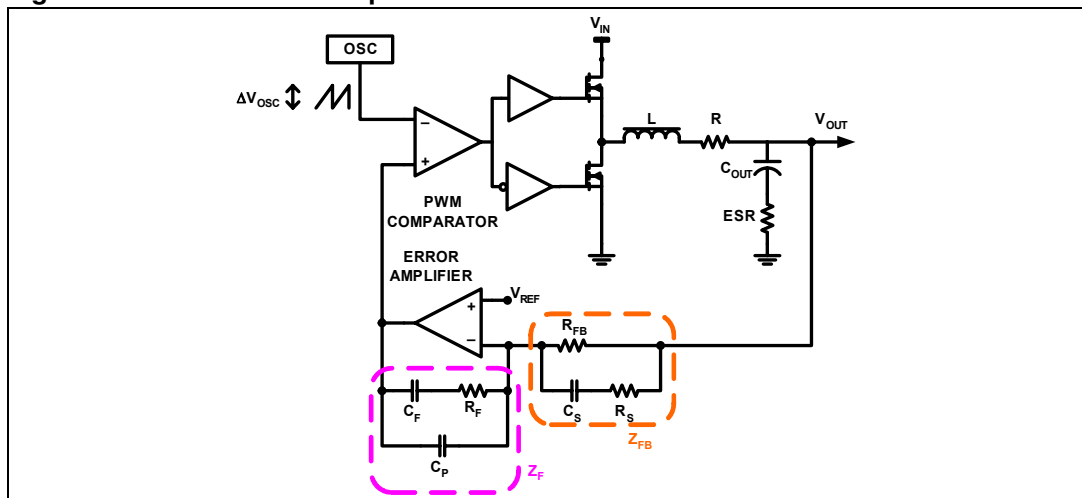 OSC
V_IN
ΔV_OSC
L
R
V_OUT
C_OUT
ESR
−
+
PWM
COMPARATOR
ERROR
AMPLIFIER
V_REF
+
−
R_FB
C_S
R_S
Z_FB
C_F
R_F
C_P
Z_F